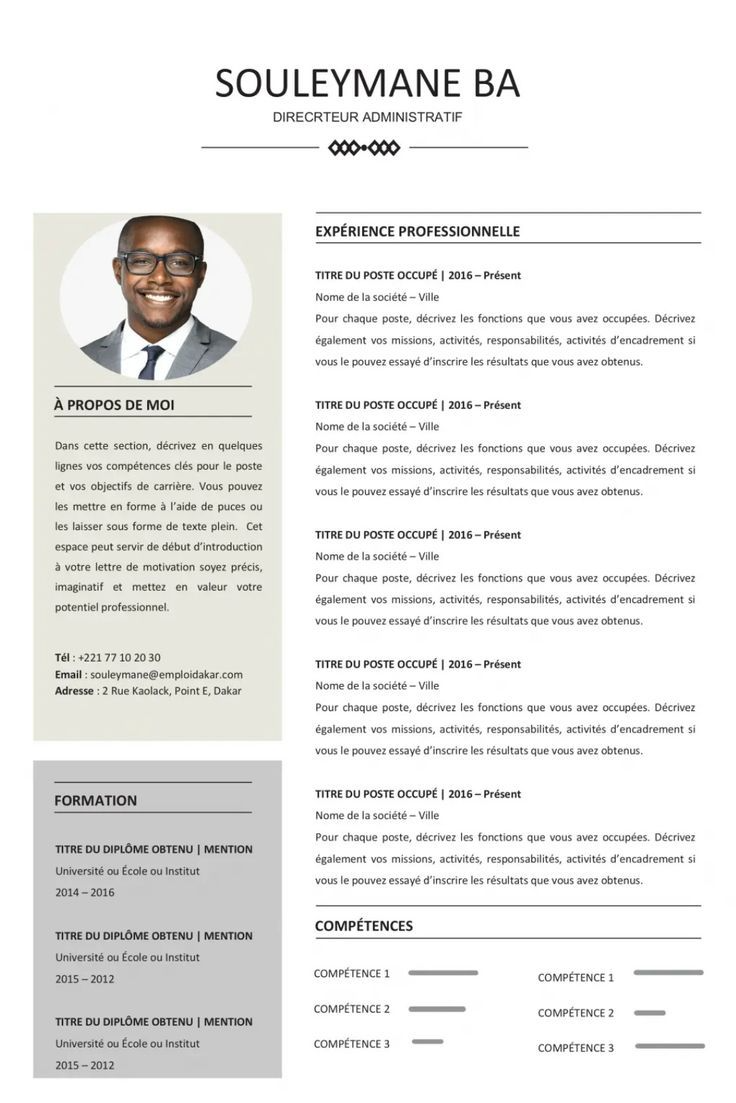 SOULEYMANE BA
DIRECRTEUR ADMINISTRATIF
À PROPOS DE MOI
Dans cette section, décrivez en quelques
lignes vos compétences clés pour le poste
et vos objectifs de carrière. Vous pouvez
les mettre en forme à l’aide de puces ou
les laisser sous forme de texte plein. Cet
espace peut servir de début d’introduction
à votre lettre de motivation soyez précis,
imaginatif et mettez en valeur votre
potentiel professionnel.
Tél : +221 77 10 20 30
Email : souleymane@emploidakar.com
Adresse : 2 Rue Kaolack, Point E, Dakar
FORMATION
TITRE DU DIPLÔME OBTENU | MENTION
Université ou École ou Institut
2014 – 2016
TITRE DU DIPLÔME OBTENU | MENTION
Université ou École ou Institut
2015 – 2012
TITRE DU DIPLÔME OBTENU | MENTION
Université ou École ou Institut
2015 – 2012
EXPÉRIENCE PROFESSIONNELLE
TITRE DU POSTE OCCUPÉ | 2016 – Présent
Nome de la société – Ville
Pour chaque poste, décrivez les fonctions que vous avez occupées. Décrivez
également vos missions, activités, responsabilités, activités d’encadrement si
vous le pouvez essayé d’inscrire les résultats que vous avez obtenus.
TITRE DU POSTE OCCUPÉ | 2016 – Présent
Nome de la société – Ville
Pour chaque poste, décrivez les fonctions que vous avez occupées. Décrivez
également vos missions, activités, responsabilités, activités d’encadrement si
vous le pouvez essayé d’inscrire les résultats que vous avez obtenus.
TITRE DU POSTE OCCUPÉ | 2016 – Présent
Nome de la société – Ville
Pour chaque poste, décrivez les fonctions que vous avez occupées. Décrivez
également vos missions, activités, responsabilités, activités d’encadrement si
vous le pouvez essayé d’inscrire les résultats que vous avez obtenus.
TITRE DU POSTE OCCUPÉ | 2016 – Présent
Nome de la société – Ville
Pour chaque poste, décrivez les fonctions que vous avez occupées. Décrivez
également vos missions, activités, responsabilités, activités d’encadrement si
vous le pouvez essayé d’inscrire les résultats que vous avez obtenus.
TITRE DU POSTE OCCUPÉ | 2016 – Présent
Nome de la société – Ville
Pour chaque poste, décrivez les fonctions que vous avez occupées. Décrivez
également vos missions, activités, responsabilités, activités d’encadrement si
vous le pouvez essayé d’inscrire les résultats que vous avez obtenus.
COMPÉTENCES
COMPÉTENCE 1
COMPÉTENCE 2
COMPÉTENCE 3
COMPÉTENCE 1
COMPÉTENCE 2
COMPÉTENCE 3